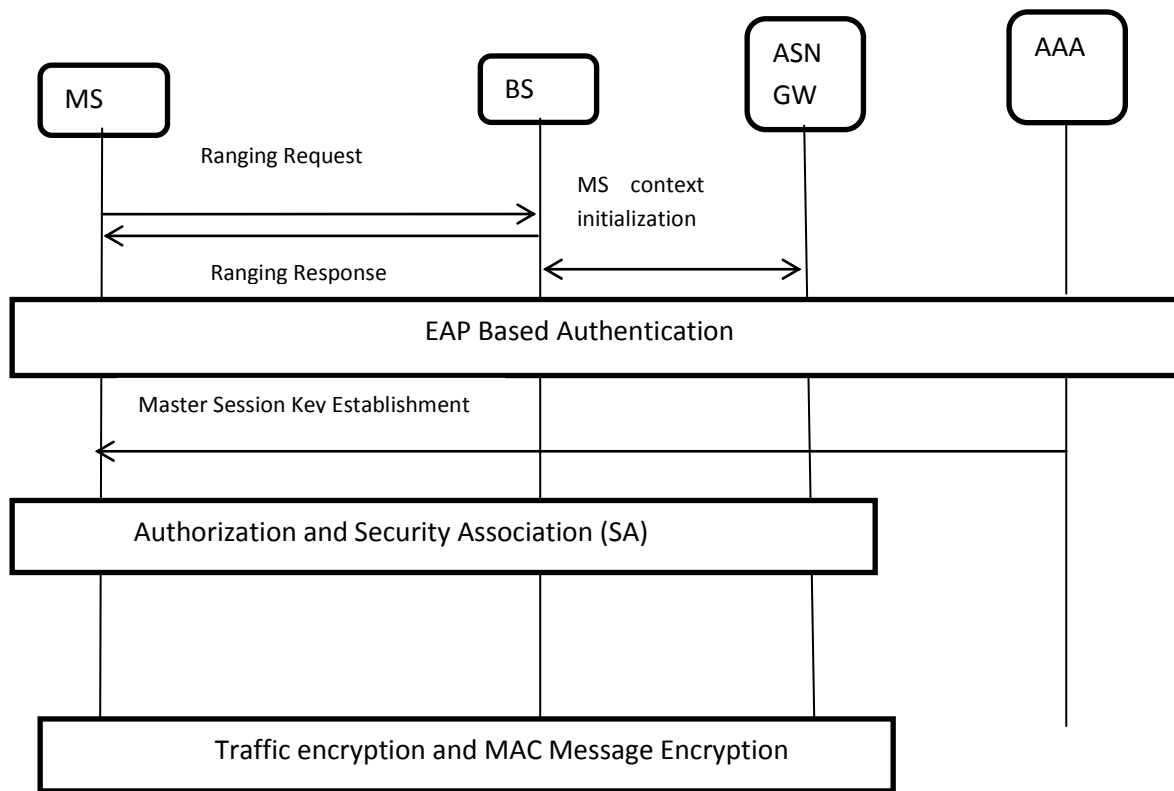 MS
BS
ASN
GW
AAA
Ranging Request
MS context
initialization
Ranging Response
EAP Based Authentication
Master Session Key Establishment
Authorization and Security Association (SA)
Traffic encryption and MAC Message Encryption